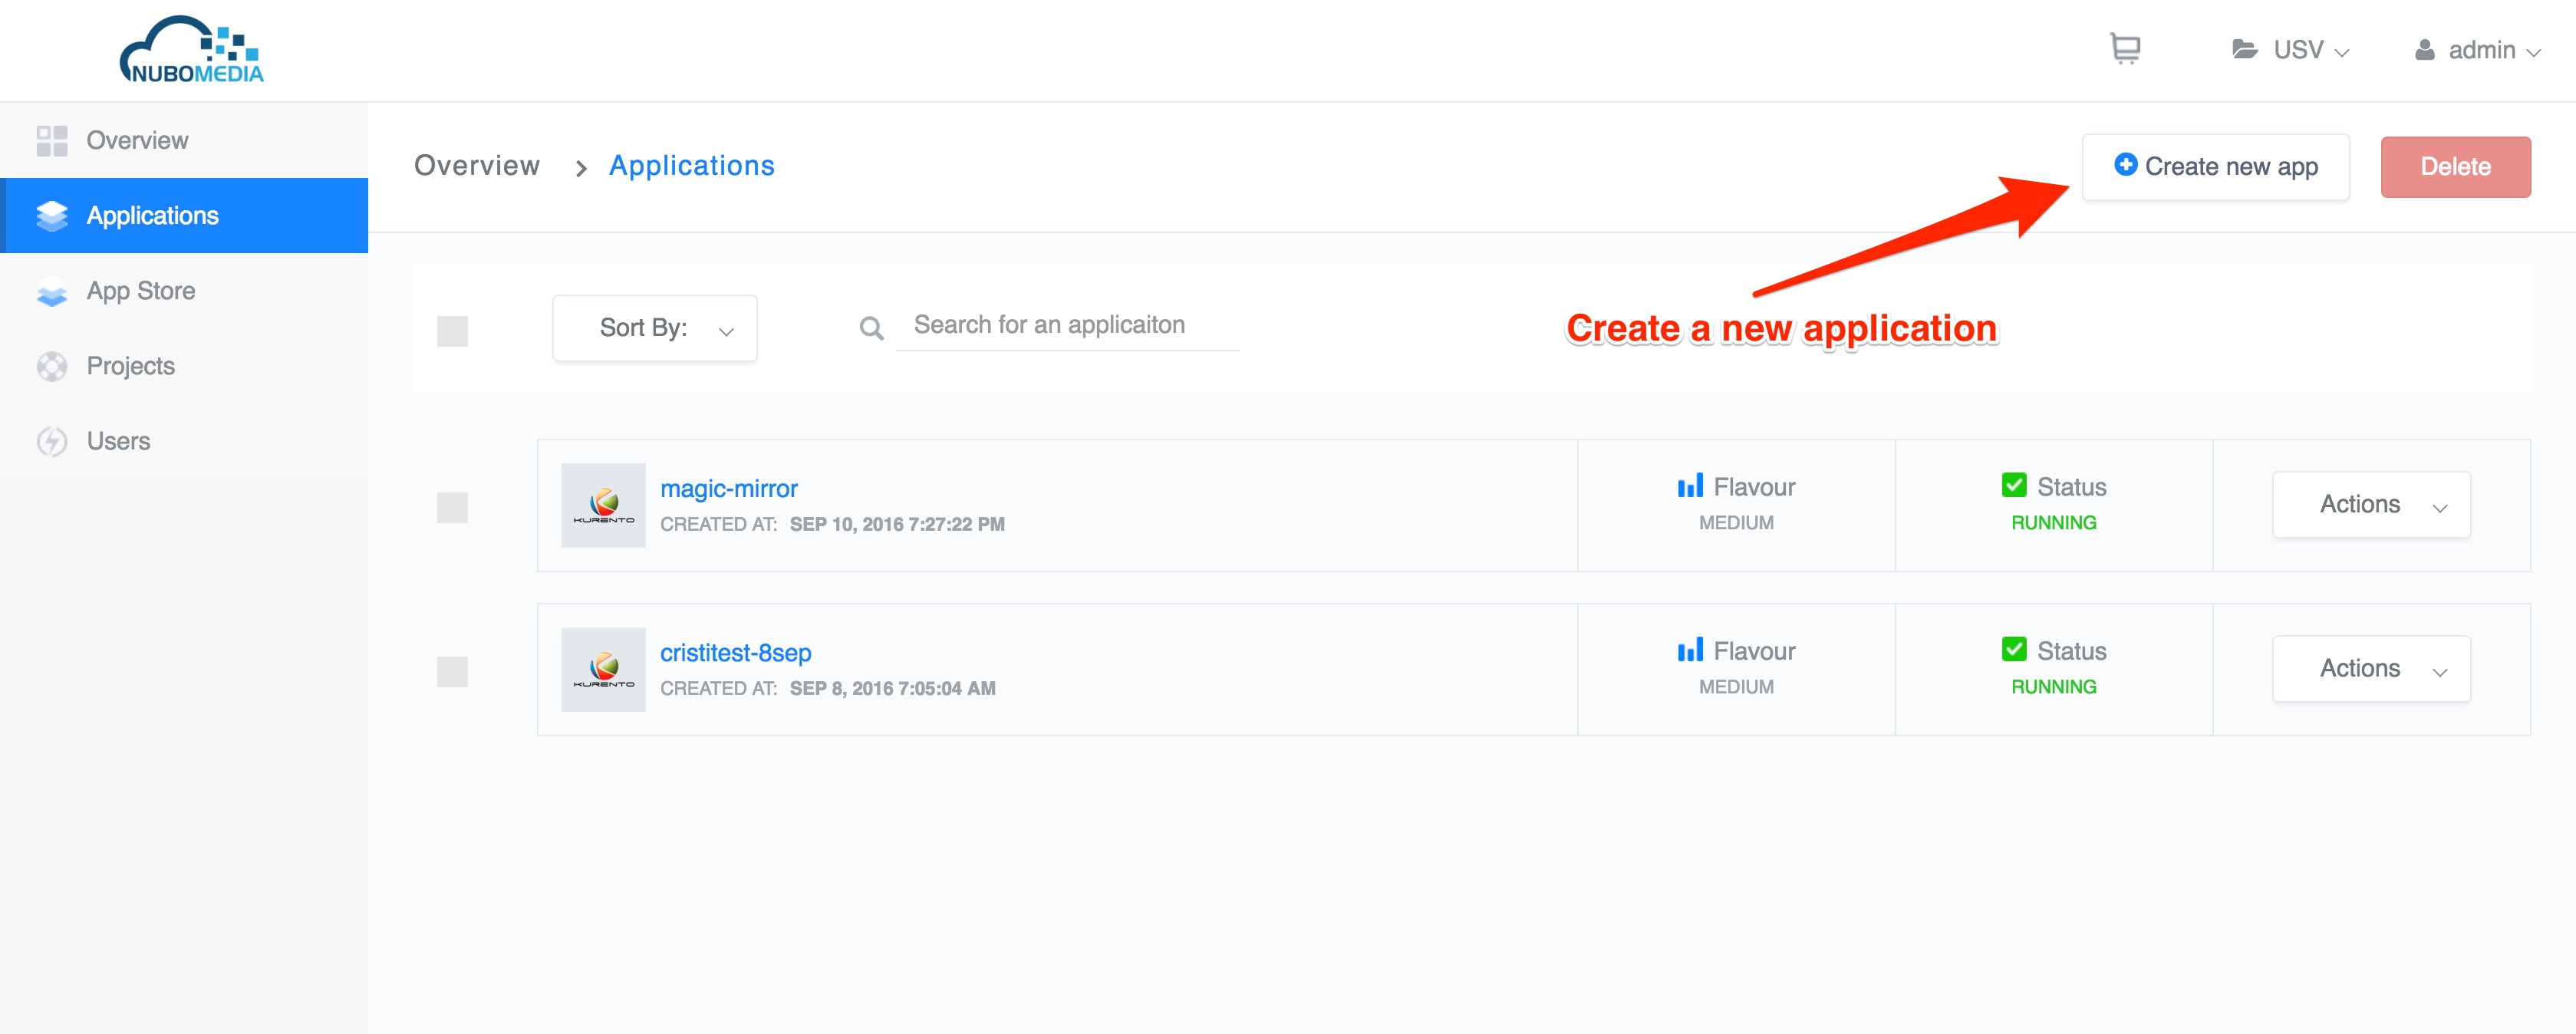 NUBOMEDIA
USV
admin
Overview
Applications
App Store
Projects
Users
Overview > Applications
Create new app
Delete
Sort By:
Search for an applicaiton
Create a new application
KURENTO
magic-mirror
CREATED AT: SEP 10, 2016 7:27:22 PM
Flavour
MEDIUM
Status
RUNNING
Actions
KURENTO
cristitest-8sep
CREATED AT: SEP 8, 2016 7:05:04 AM
Flavour
MEDIUM
Status
RUNNING
Actions